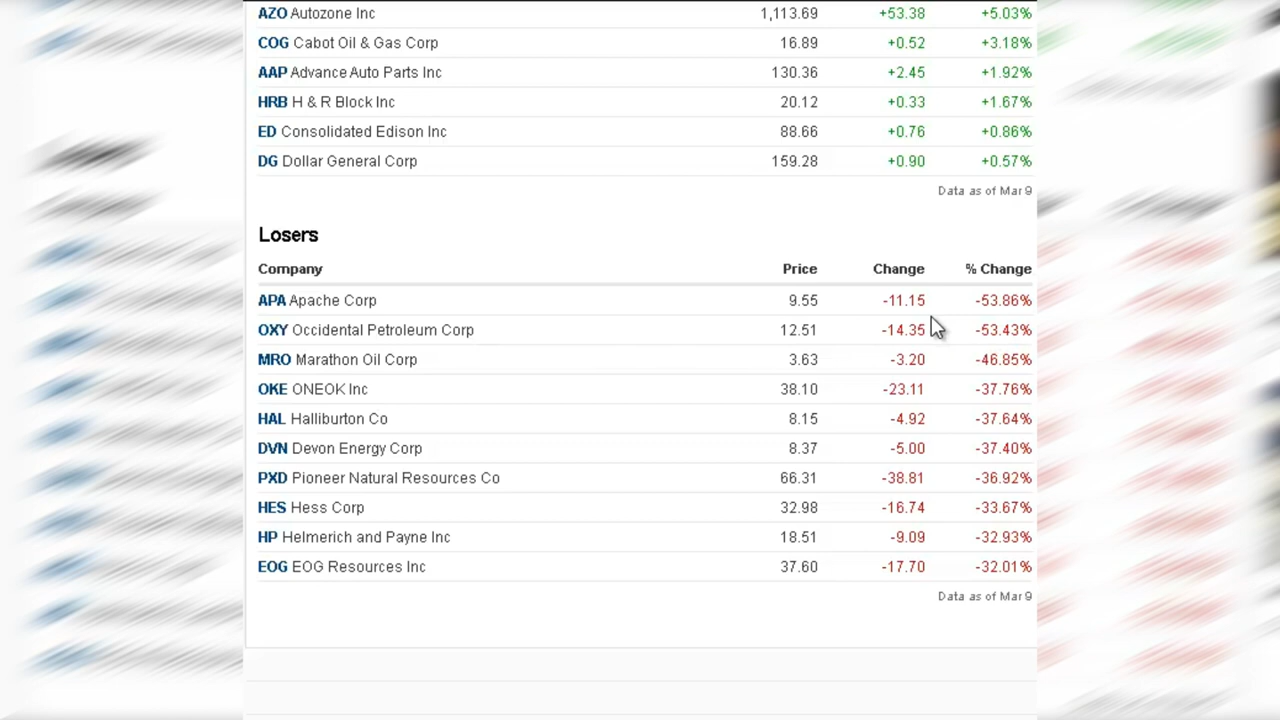 AZO Autozone Inc 1,113.69 +53.38 +5.03%
COG Cabot Oil & Gas Corp 16.89 +0.52 +3.18%
AAP Advance Auto Parts Inc 130.36 +2.45 +1.92%
HRB H & R Block Inc 20.12 +0.33 +1.67%
ED Consolidated Edison Inc 88.66 +0.76 +0.86%
DG Dollar General Corp 159.28 +0.90 +0.57%
Data as of Mar 9
Losers
Company Price Change % Change
APA Apache Corp 9.55 -11.15 -53.86%
OXY Occidental Petroleum Corp 12.51 -14.35 -53.43%
MRO Marathon Oil Corp 3.63 -3.20 -46.85%
OKE ONEOK Inc 38.10 -23.11 -37.76%
HAL Halliburton Co 8.15 -4.92 -37.64%
DVN Devon Energy Corp 8.37 -5.00 -37.40%
PXD Pioneer Natural Resources Co 66.31 -38.81 -36.92%
HES Hess Corp 32.98 -16.74 -33.67%
HP Helmerich and Payne Inc 18.51 -9.09 -32.93%
EOG EOG Resources Inc 37.60 -17.70 -32.01%
Data as of Mar 9